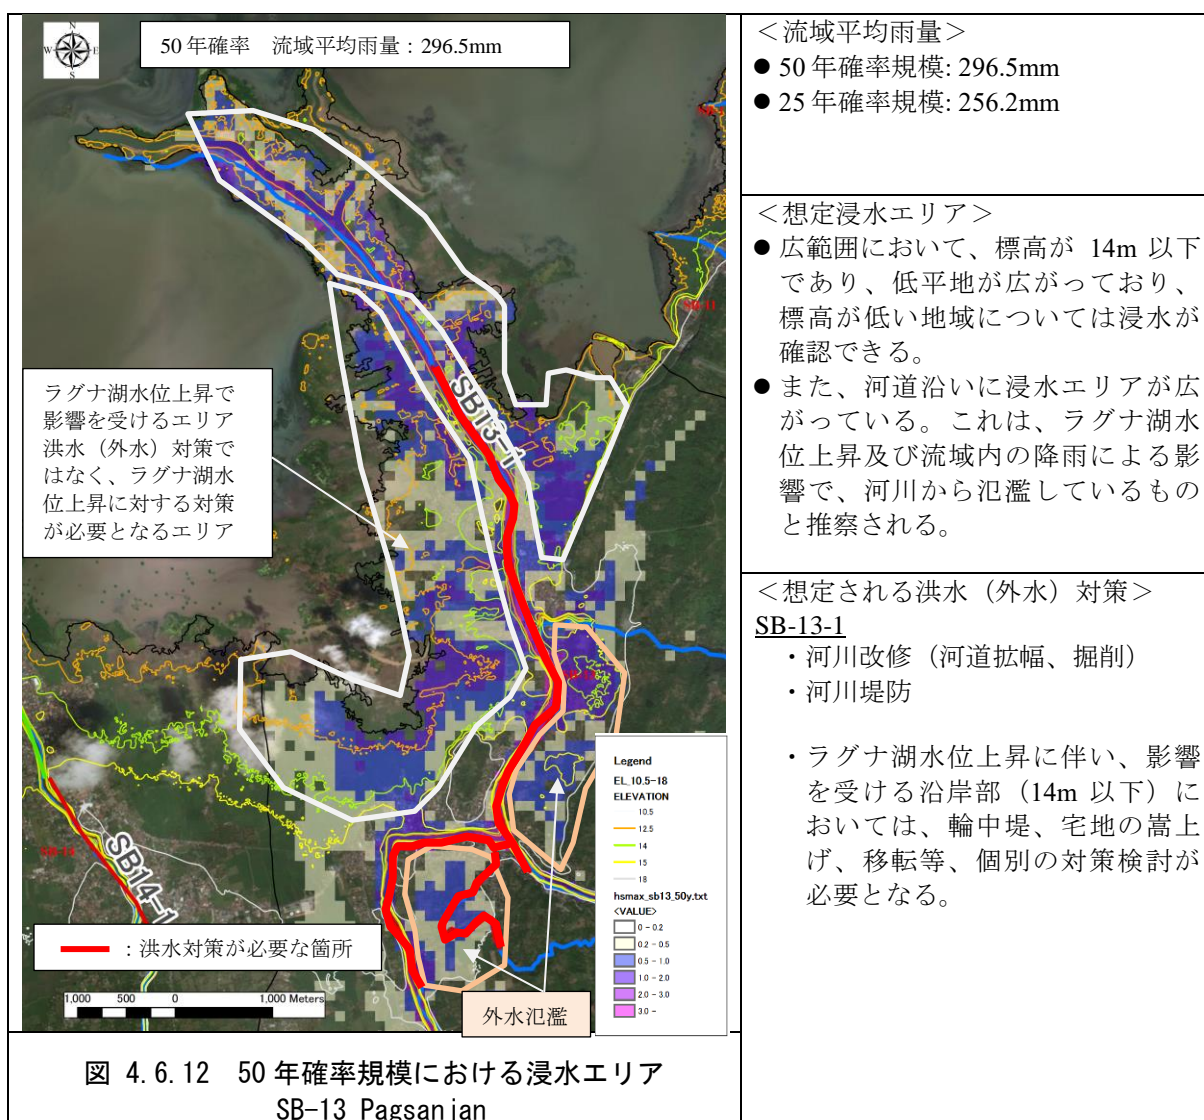 N
W E
S
50 年確率　流域平均雨量：296.5mm
ラグナ湖水位上昇で
影響を受けるエリア
洪水（外水）対策で
はなく、ラグナ湖水
位上昇に対する対策
が必要となるエリア
SB13-1
SB14-1
SB-14
Legend
EL_10.5-18
ELEVATION
10.5
12.5
14
15
18
hsmax_sb13_50y.txt
<VALUE>
0 - 0.2
0.2 - 0.5
0.5 - 1.0
1.0 - 2.0
2.0 - 3.0
3.0 -
：洪水対策が必要な箇所
1,000 500 0 1,000 Meters
外水氾濫
図 4.6.12　50 年確率規模における浸水エリア
SB-13 Pagsanjan
＜流域平均雨量＞
● 50 年確率規模: 296.5mm
● 25 年確率規模: 256.2mm
＜想定浸水エリア＞
● 広範囲において、標高が 14m 以下
であり、低平地が広がっており、
標高が低い地域については浸水が
確認できる。
● また、河道沿いに浸水エリアが広
がっている。これは、ラグナ湖水
位上昇及び流域内の降雨による影
響で、河川から氾濫しているもの
と推察される。
＜想定される洪水（外水）対策＞
SB-13-1
・河川改修（河道拡幅、掘削）
・河川堤防
・ラグナ湖水位上昇に伴い、影響
を受ける沿岸部（14m 以下）に
おいては、輪中堤、宅地の嵩上
げ、移転等、個別の対策検討が
必要となる。